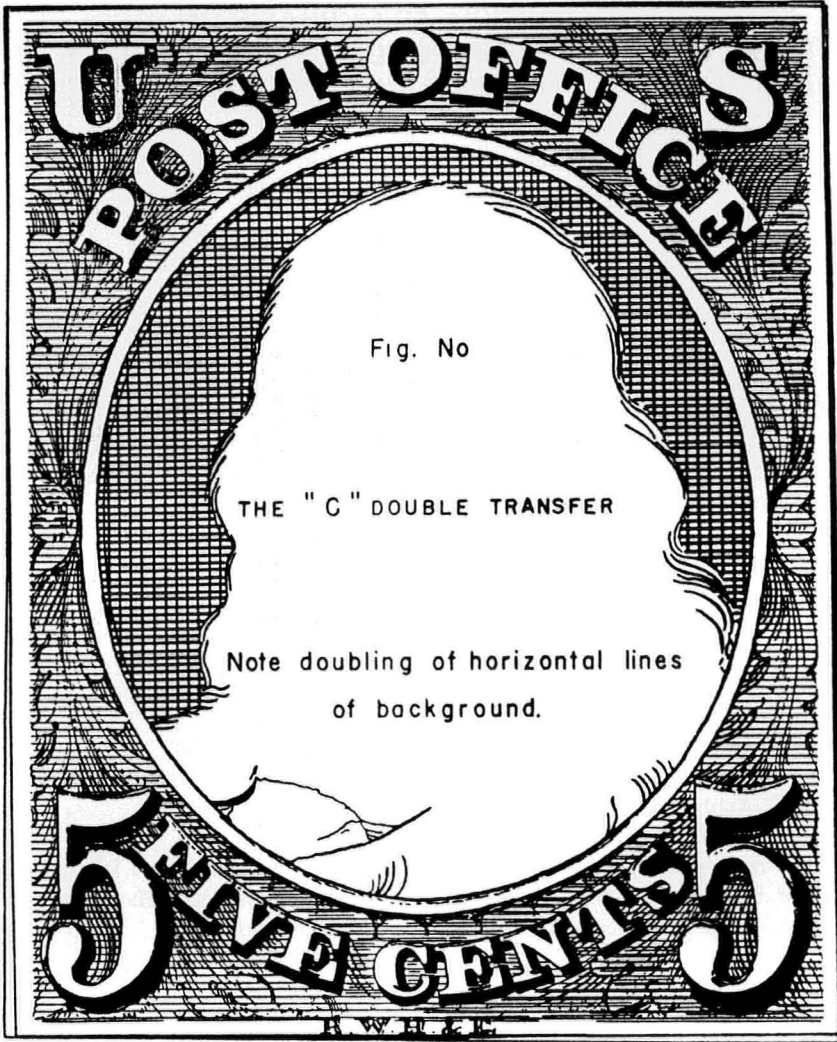 U S
POST OFFICE
Fig. No
THE "C" DOUBLE TRANSFER
Note doubling of horizontal lines
of background.
5 FIVE CENTS 5
R.W.H.& E.